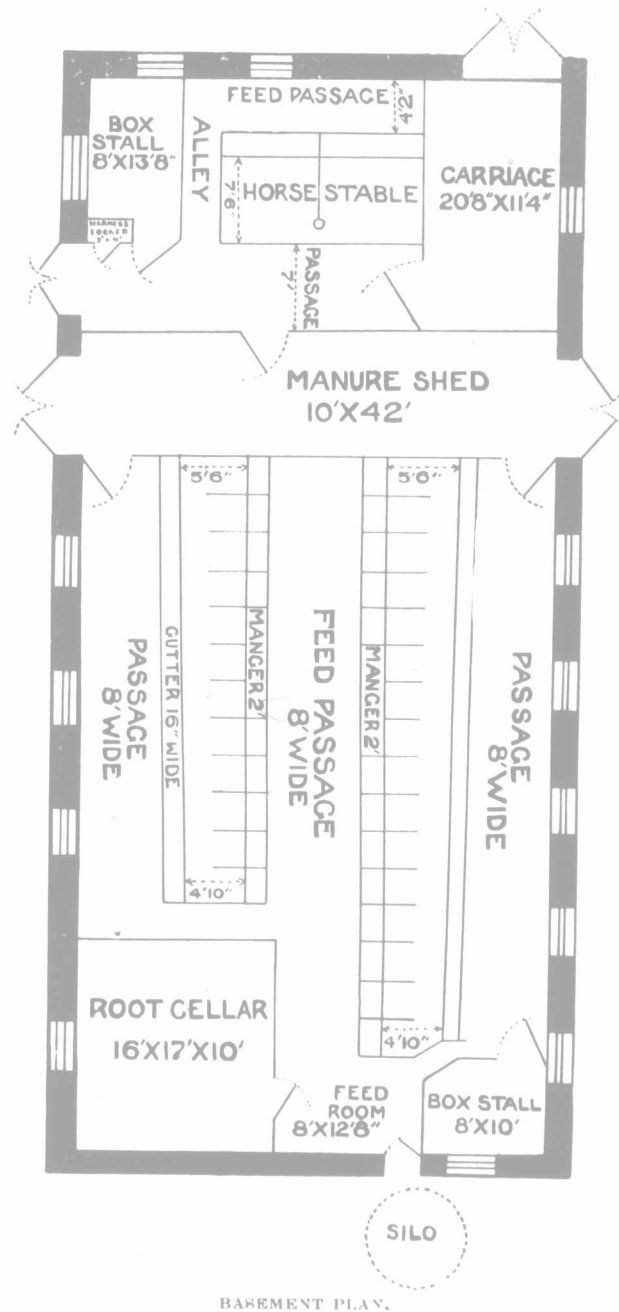 FEED PASSAGE
4'2"
BOX
STALL
8'X13'8"
ALLEY
7'6"
HORSE STABLE
CARRIAGE
20'8"X11'4"
HARNESS
LOCKER
PASSAGE
7'
MANURE SHED
10'X42'
5'6"
5'6"
PASSAGE
8'WIDE
GUTTER 16" WIDE
MANGER 2'
FEED PASSAGE
8'WIDE
MANGER 2'
PASSAGE
8'WIDE
4'10"
ROOT CELLAR
16'X17'X10'
4'10"
FEED
ROOM
8'X12'8"
BOX STALL
8'X10'
SILO
BASEMENT PLAN.